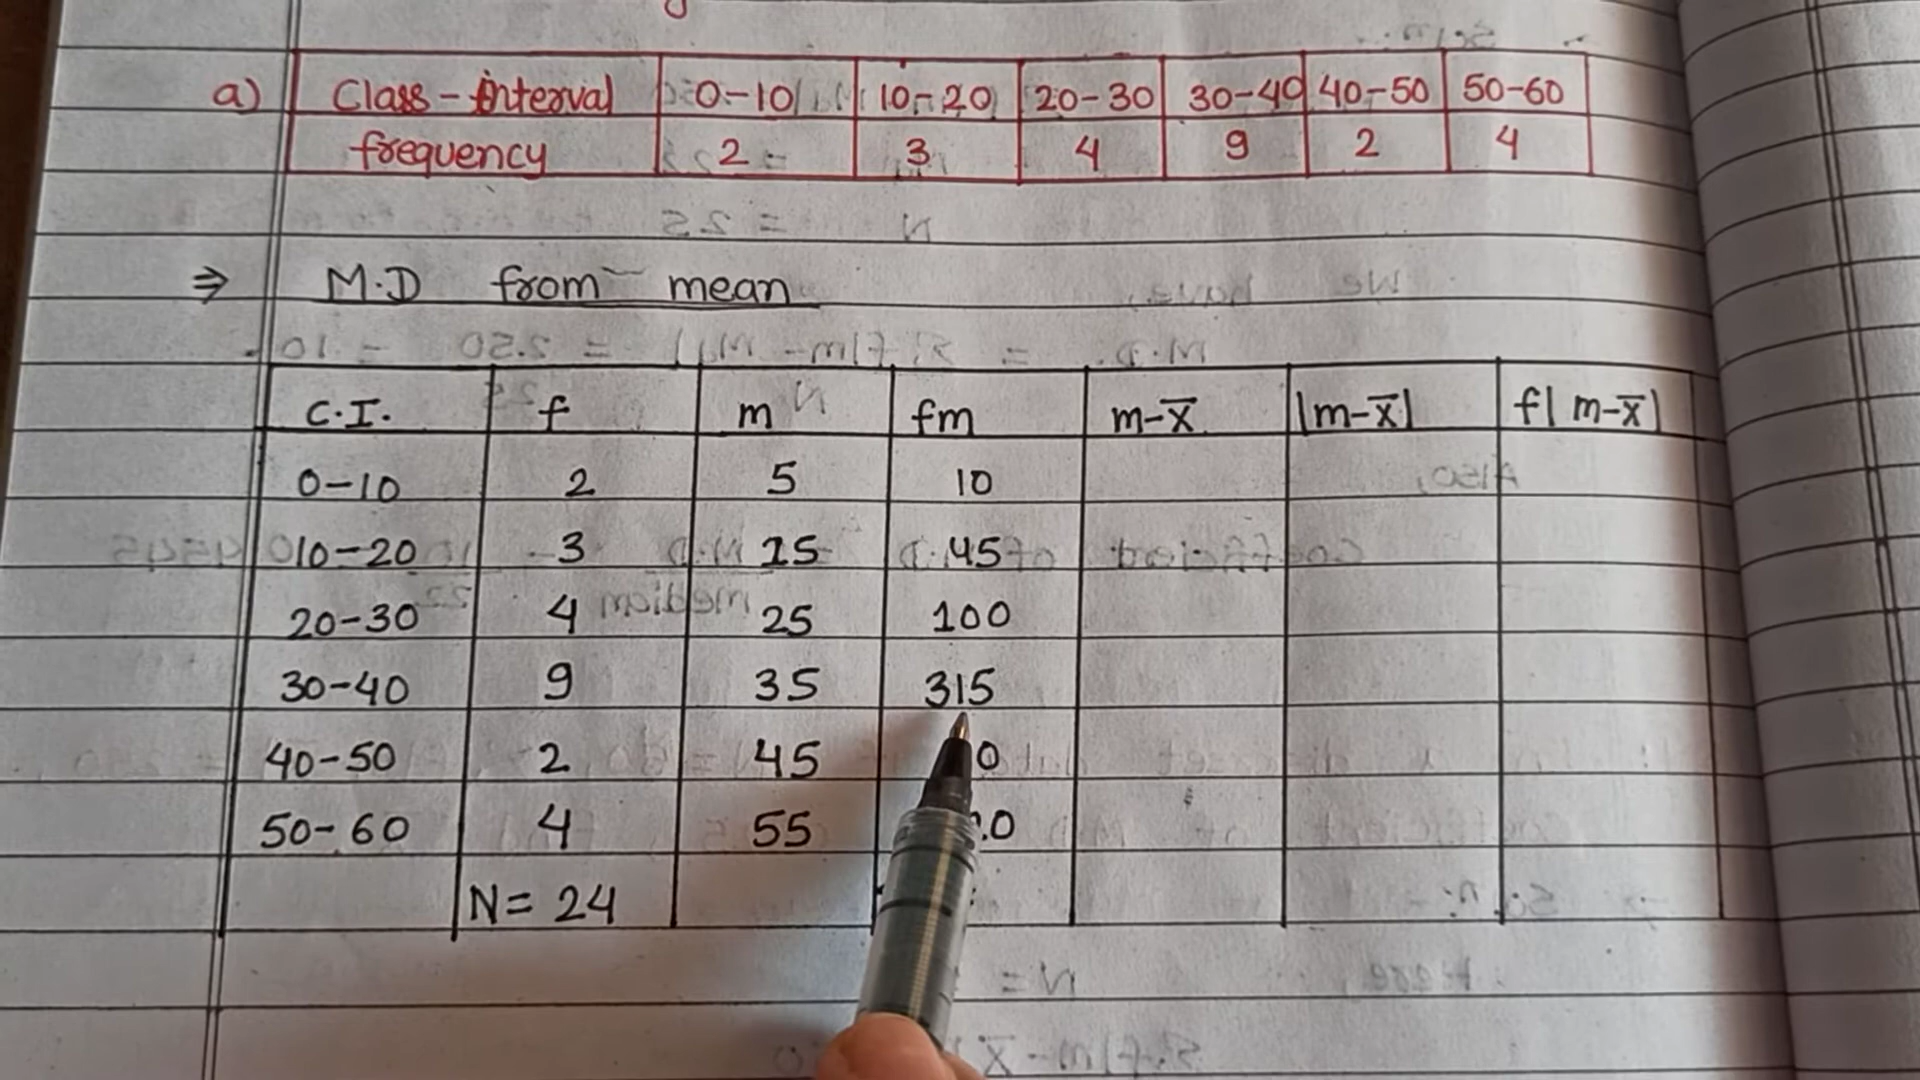 a) Class-interval 0-10 10-20 20-30 30-40 40-50 50-60
frequency 2 3 4 9 2 4
⇒ M.D from mean
C.I. f m fm m-x̄ |m-x̄| f|m-x̄|
0-10 2 5 10
10-20 3 15 45
20-30 4 25 100
30-40 9 35 315
40-50 2 45 0
50-60 4 55 0
N= 24